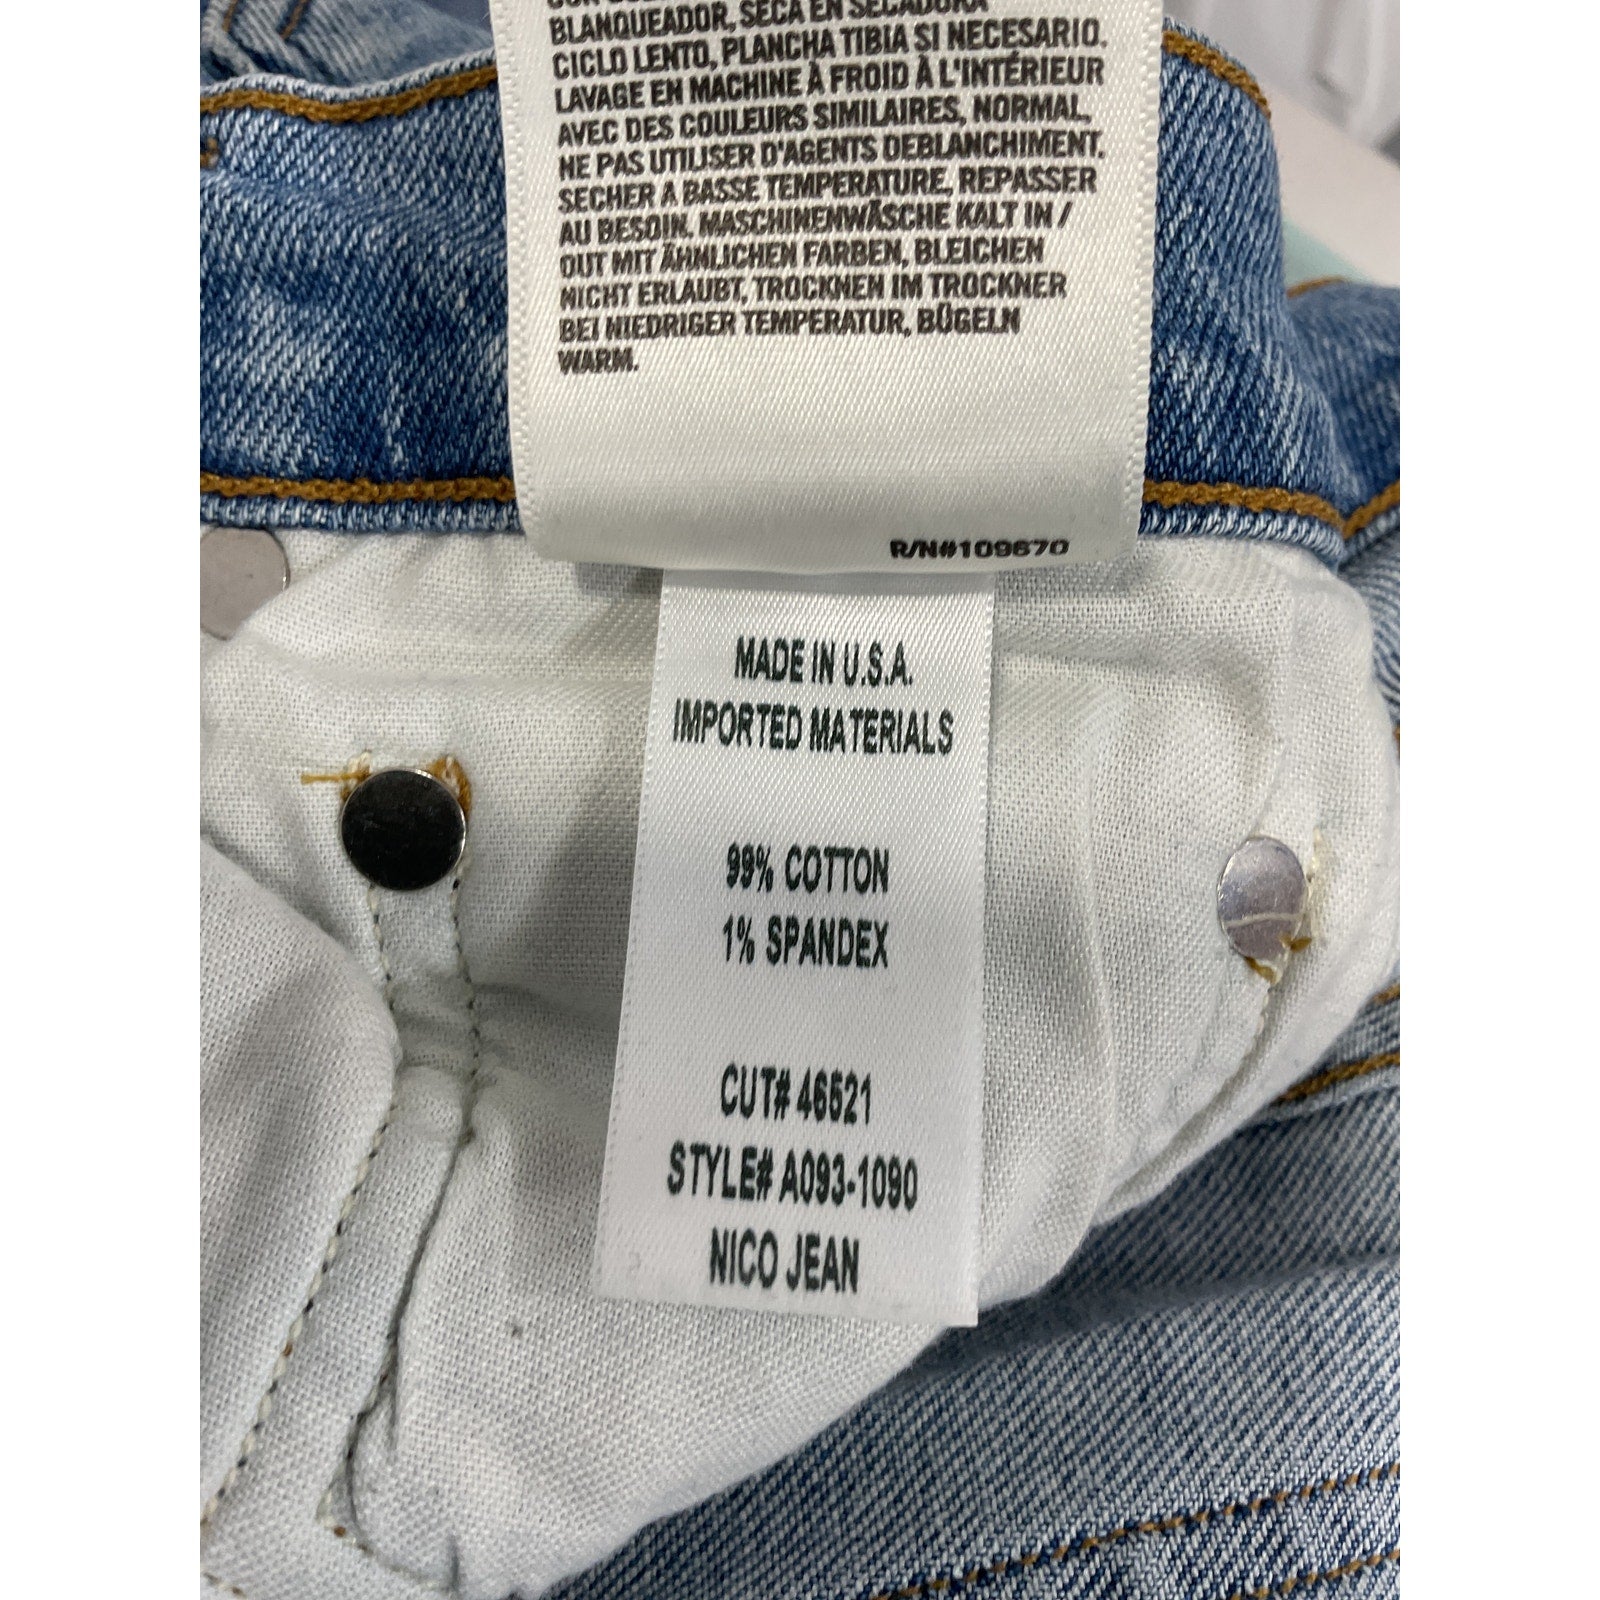 BLANQUEADOR, SECA EN SECADORA
CICLO LENTO, PLANCHA TIBIA SI NECESARIO.
LAVAGE EN MACHINE À FROID À L'INTÉRIEUR
AVEC DES COULEURS SIMILAIRES, NORMAL,
NE PAS UTILISER D'AGENTS DEBLANCHIMENT.
SECHER A BASSE TEMPERATURE, REPASSER
AU BESOIN. MASCHINENWÄSCHE KALT IN /
OUT MIT ÄHNLICHEN FARBEN, BLEICHEN
NICHT ERLAUBT, TROCKNEN IM TROCKNER
BEI NIEDRIGER TEMPERATUR, BÜGELN
WARM.
R/N#109670
MADE IN U.S.A.
IMPORTED MATERIALS
99% COTTON
1% SPANDEX
CUT# 46521
STYLE# A093-1090
NICO JEAN